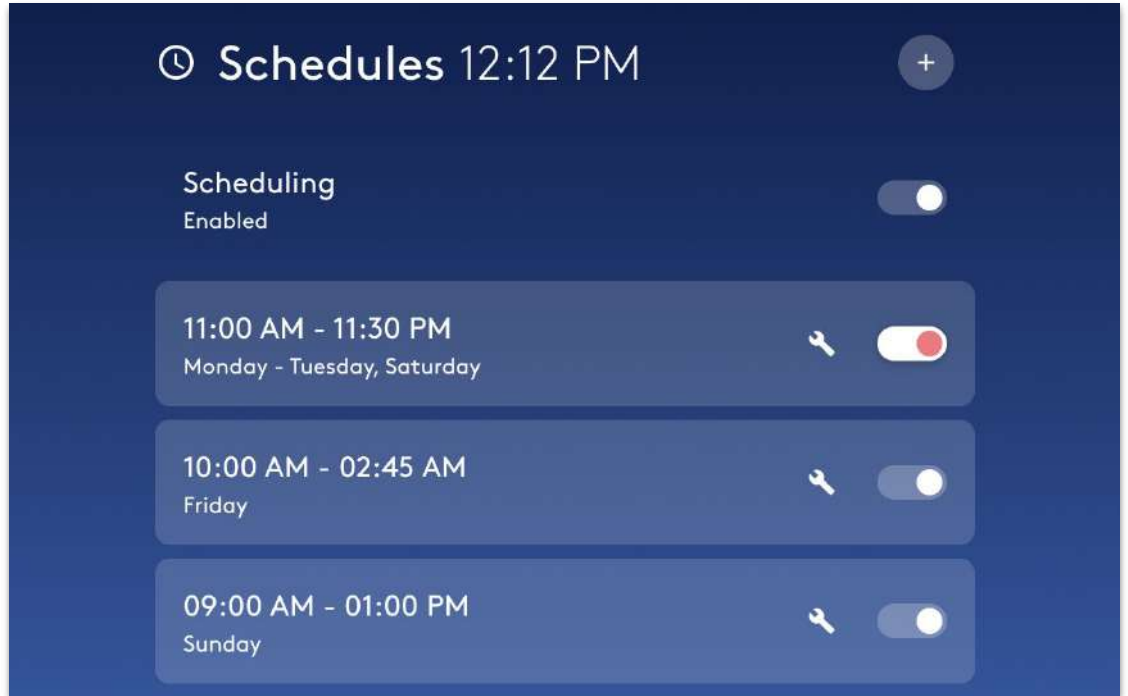 Schedules 12:12 PM
+
Scheduling
Enabled
11:00 AM - 11:30 PM
Monday - Tuesday, Saturday
10:00 AM - 02:45 AM
Friday
09:00 AM - 01:00 PM
Sunday